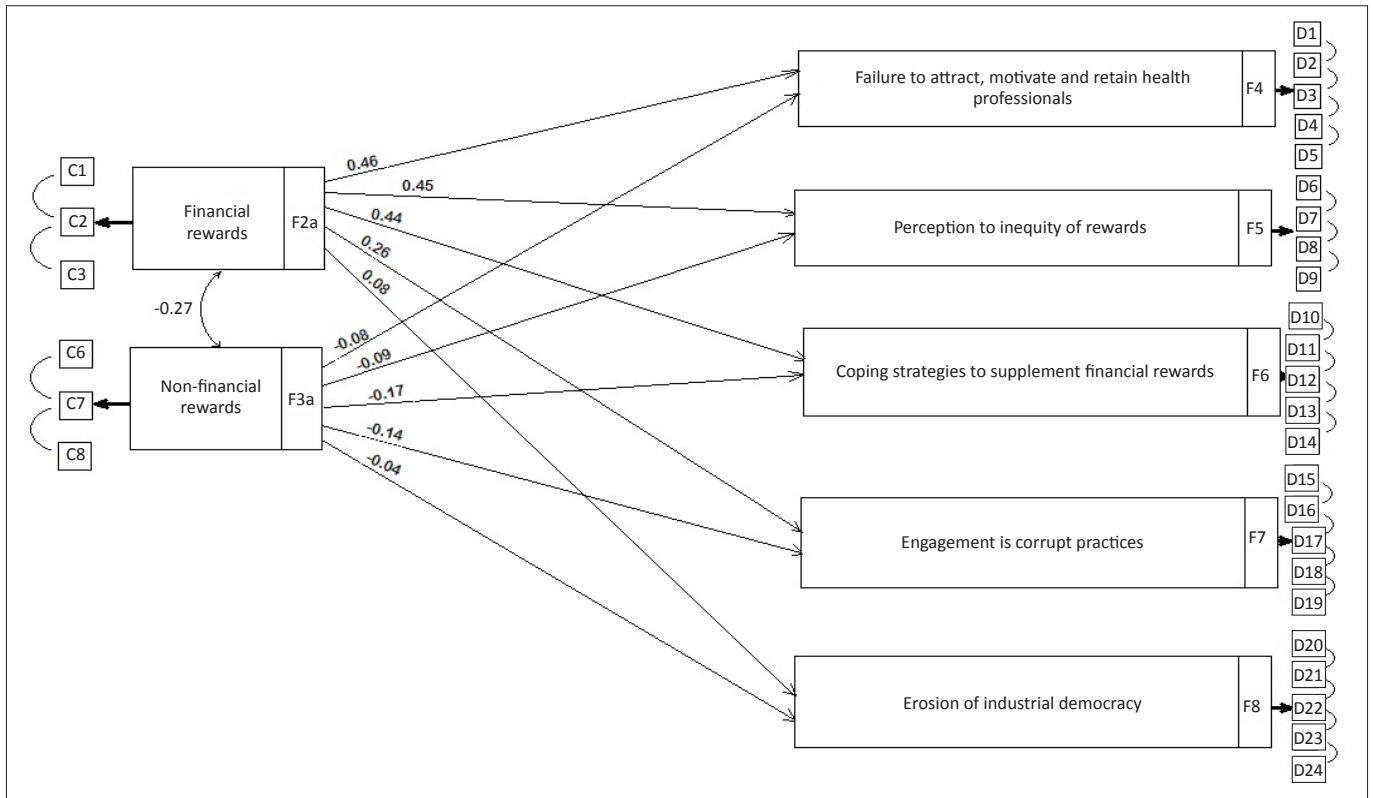 C1
C2
C3
Financial
rewards
F2a
-0.27
C6
C7
C8
Non-financial
rewards
F3a
0.46
0.45
0.44
0.26
0.08
-0.08
-0.09
-0.17
-0.14
-0.04
Failure to attract, motivate and retain health
professionals
F4
D1
D2
D3
D4
D5
Perception to inequity of rewards
F5
D6
D7
D8
D9
Coping strategies to supplement financial rewards
F6
D10
D11
D12
D13
D14
Engagement is corrupt practices
F7
D15
D16
D17
D18
D19
Erosion of industrial democracy
F8
D20
D21
D22
D23
D24